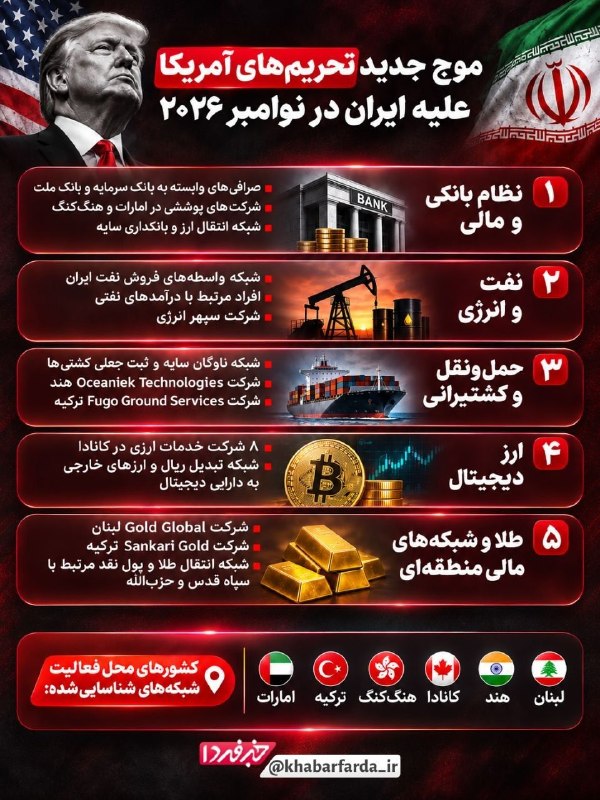 موج جدید تحریم‌های آمریکا
علیه ایران در نوامبر ۲۰۲۶
۱
نظام بانکی
و مالی
BANK
صرافی‌های وابسته به بانک سرمایه و بانک ملت
شرکت‌های پوششی در امارات و هنگ‌کنگ
شبکه انتقال ارز و بانکداری سایه
۲
نفت
و انرژی
شبکه واسطه‌های فروش نفت ایران
افراد مرتبط با درآمدهای نفتی
شرکت سپهر انرژی
۳
حمل‌ونقل
و کشتیرانی
شبکه ناوگان سایه و ثبت جعلی کشتی‌ها
شرکت Oceaniek Technologies هند
شرکت Fugo Ground Services ترکیه
۴
ارز
دیجیتال
۸ شرکت خدمات ارزی در کانادا
شبکه تبدیل ریال و ارزهای خارجی
به دارایی دیجیتال
۵
طلا و شبکه‌های
مالی منطقه‌ای
شرکت Gold Global لبنان
شرکت Sankari Gold ترکیه
شبکه انتقال طلا و پول نقد مرتبط با
سپاه قدس و حزب‌الله
کشورهای محل فعالیت
شبکه‌های شناسایی‌شده:
امارات ترکیه هنگ‌کنگ کانادا هند لبنان
خبرفردا
@khabarfarda_ir